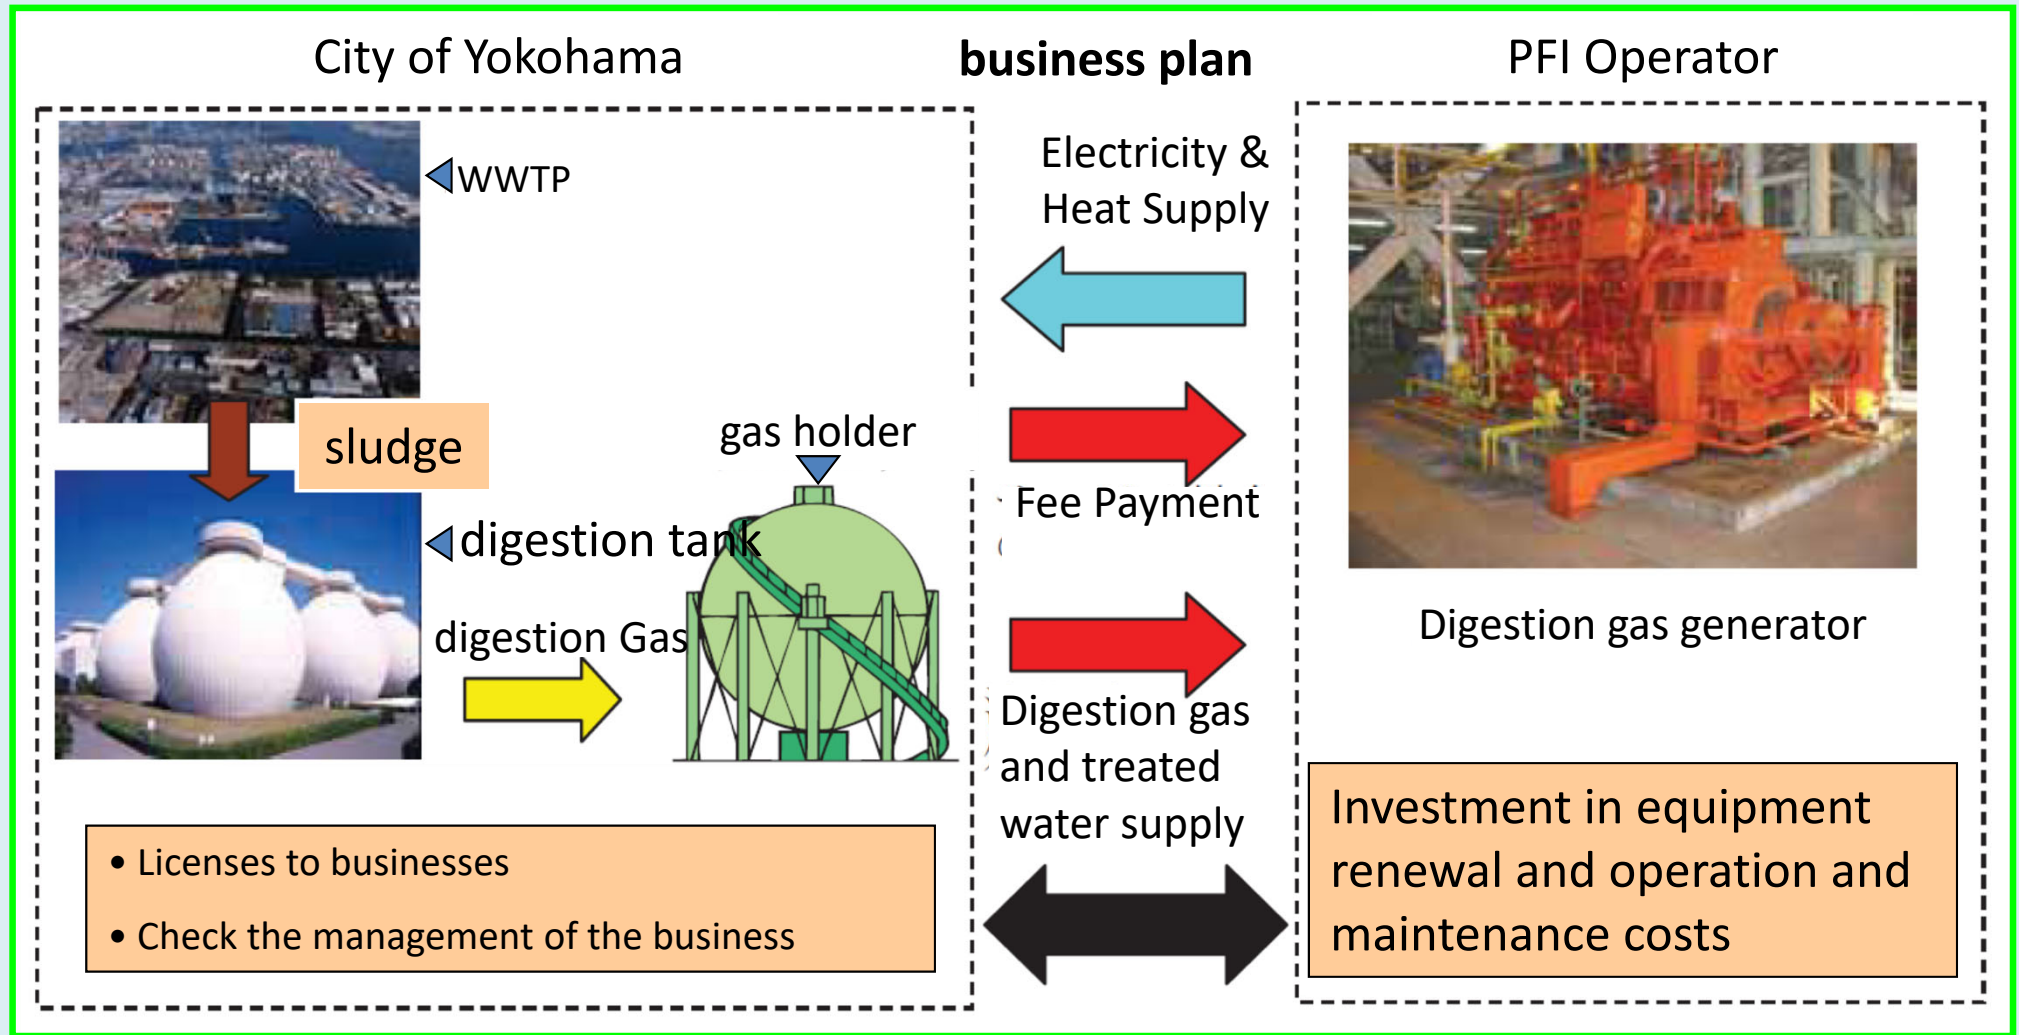 City of Yokohama
business plan
PFI Operator
WWTP
sludge
digestion tank
digestion Gas
gas holder
• Licenses to businesses
• Check the management of the business
Electricity &
Heat Supply
Fee Payment
Digestion gas
and treated
water supply
Digestion gas generator
Investment in equipment
renewal and operation and
maintenance costs